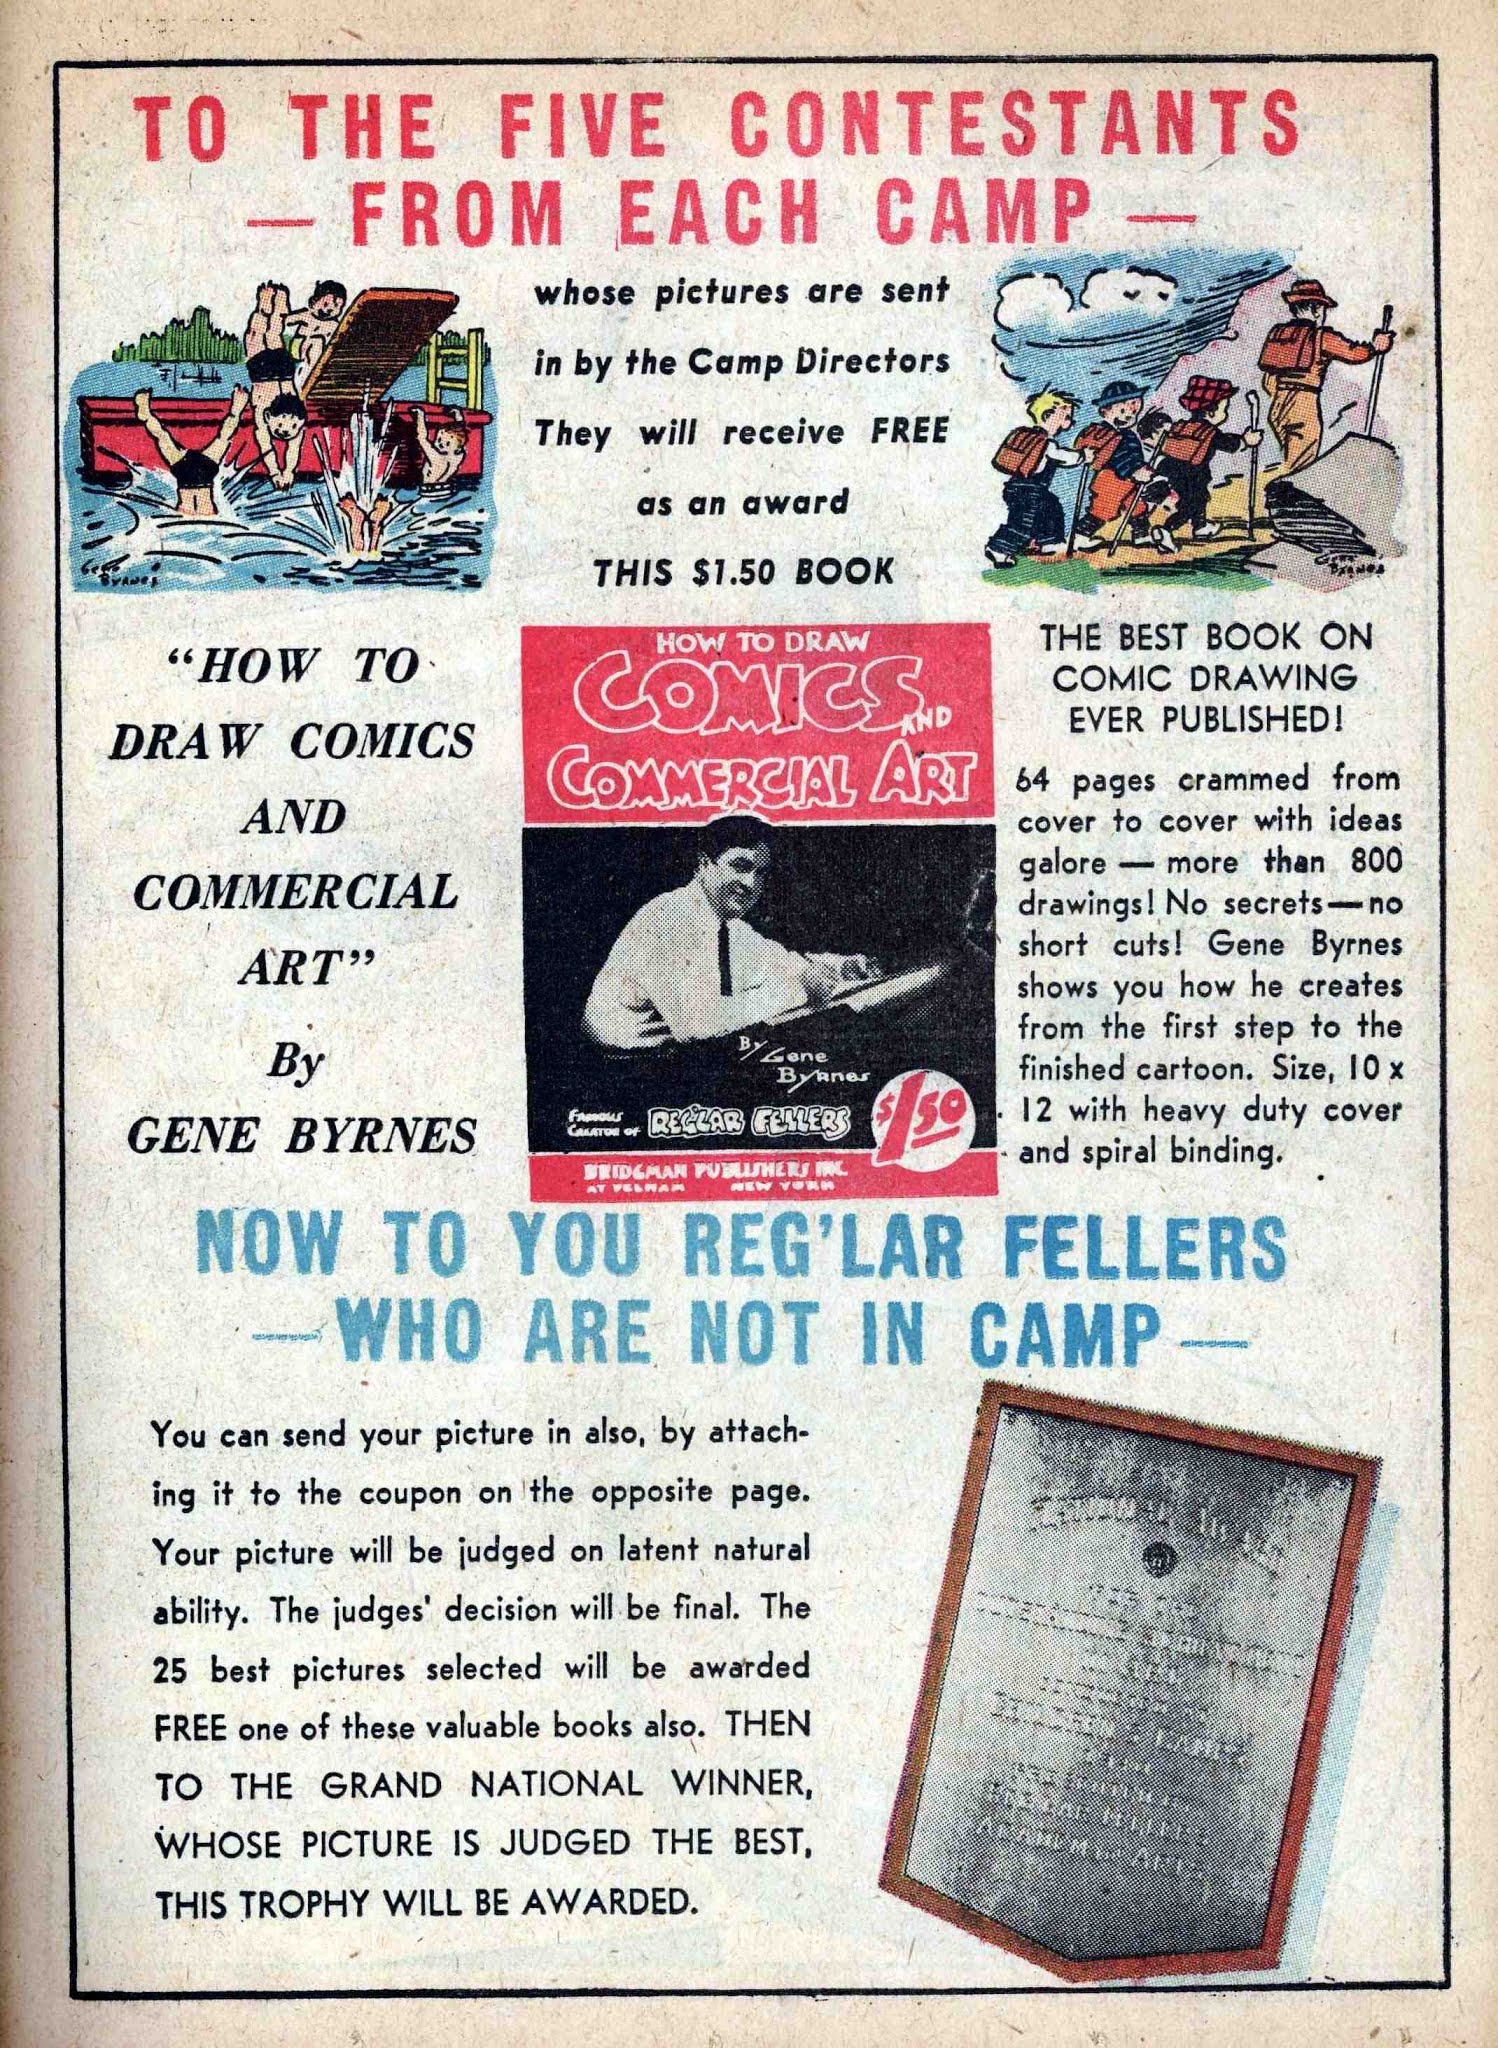 TO THE FIVE CONTESTANTS
— FROM EACH CAMP —
whose pictures are sent
in by the Camp Directors
They will receive FREE
as an award
THIS $1.50 BOOK
GENE
BYRNES
GENE
BYRNES
"HOW TO
DRAW COMICS
AND
COMMERCIAL
ART"
By
GENE BYRNES
HOW TO DRAW
COMICS
AND
COMMERCIAL ART
By
Gene
Byrnes
FAMOUS
CREATOR OF REG'LAR FELLERS
$1.50
BRIDGMAN PUBLISHERS INC.
AT PELHAM NEW YORK
THE BEST BOOK ON
COMIC DRAWING
EVER PUBLISHED!
64 pages crammed from
cover to cover with ideas
galore — more than 800
drawings! No secrets — no
short cuts! Gene Byrnes
shows you how he creates
from the first step to the
finished cartoon. Size, 10 x
12 with heavy duty cover
and spiral binding.
NOW TO YOU REG'LAR FELLERS
— WHO ARE NOT IN CAMP —
You can send your picture in also, by attach-
ing it to the coupon on the opposite page.
Your picture will be judged on latent natural
ability. The judges' decision will be final. The
25 best pictures selected will be awarded
FREE one of these valuable books also. THEN
TO THE GRAND NATIONAL WINNER,
WHOSE PICTURE IS JUDGED THE BEST,
THIS TROPHY WILL BE AWARDED.